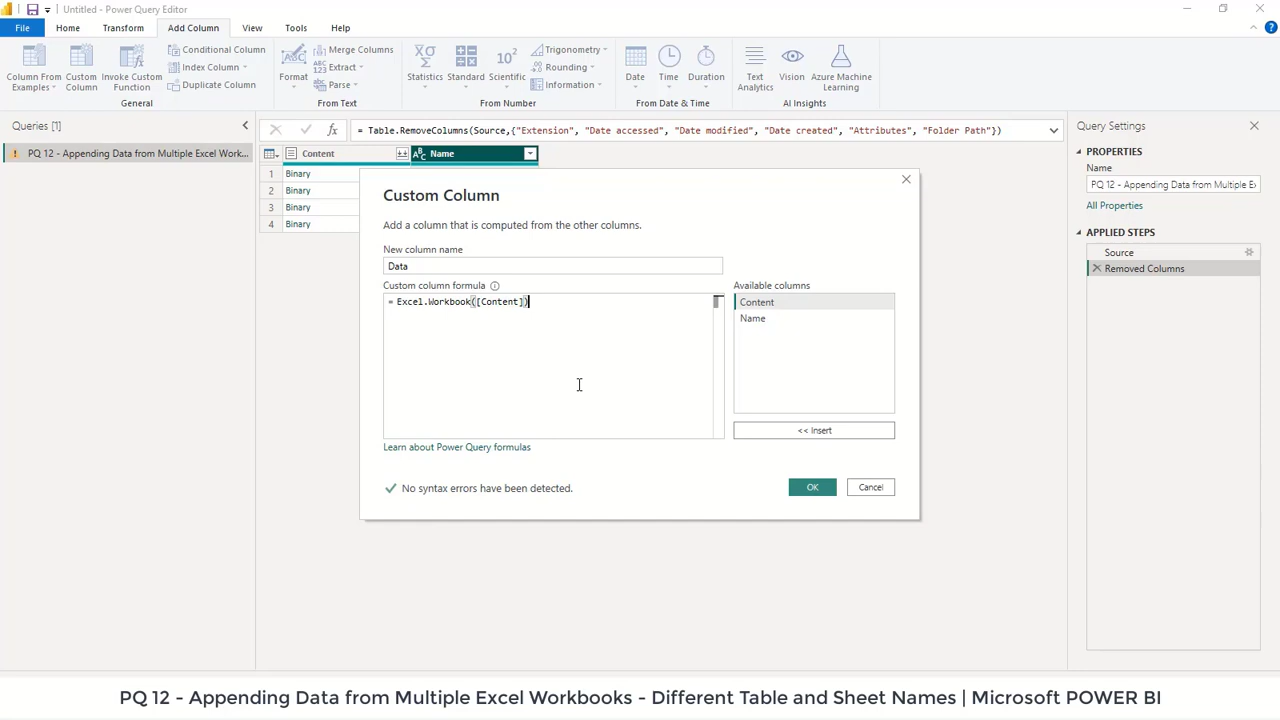 Untitled - Power Query Editor
File Home Transform Add Column View Tools Help
Column From Examples
Custom Column
Invoke Custom Function
Conditional Column
Index Column
Duplicate Column
General
Format
Merge Columns
Extract
Parse
From Text
Statistics
Standard
Scientific
Trigonometry
Rounding
Information
From Number
Date
Time
Duration
From Date & Time
Text Analytics
Vision
Azure Machine Learning
AI Insights
Queries [1]
= Table.RemoveColumns(Source,{"Extension", "Date accessed", "Date modified", "Date created", "Attributes", "Folder Path"})
PQ 12 - Appending Data from Multiple Excel Work...
Content Name
1 Binary
2 Binary
3 Binary
4 Binary
Custom Column
Add a column that is computed from the other columns.
New column name
Data
Custom column formula
= Excel.Workbook([Content])
Available columns
Content
Name
<< Insert
Learn about Power Query formulas
No syntax errors have been detected.
OK
Cancel
Query Settings
PROPERTIES
Name
PQ 12 - Appending Data from Multiple E
All Properties
APPLIED STEPS
Source
Removed Columns
PQ 12 - Appending Data from Multiple Excel Workbooks - Different Table and Sheet Names | Microsoft POWER BI